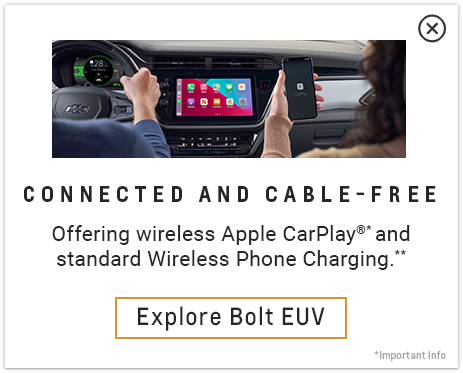 CONNECTED AND CABLE-FREE
Offering wireless Apple CarPlay®* and
standard Wireless Phone Charging.**
Explore Bolt EUV
*Important Info